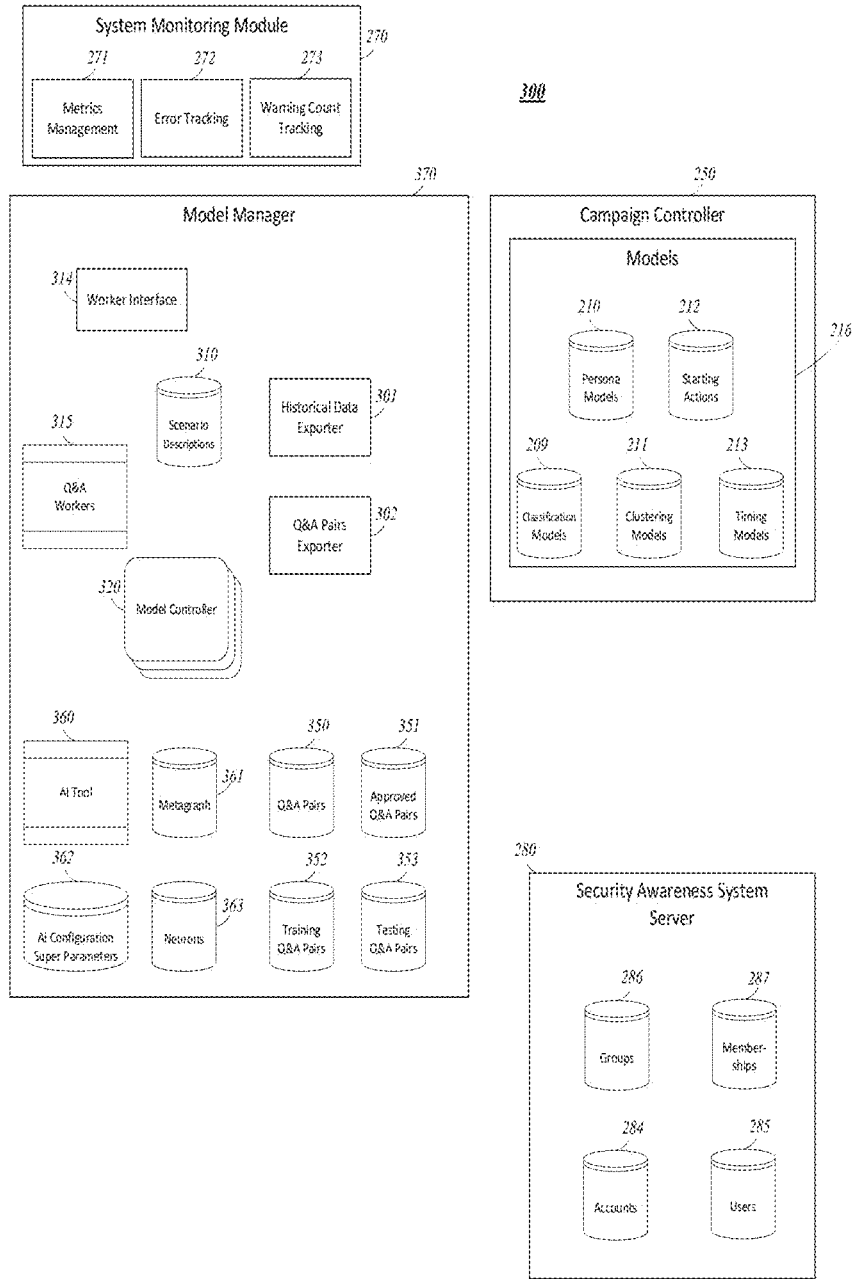 System Monitoring Module
270
271
272
273
Metrics
Management
Error Tracking
Warning Count
Tracking
300
370
Model Manager
314
Worker Interface
310
Scenario
Descriptions
301
Historical Data
Exporter
315
Q&A
Workers
302
Q&A Pairs
Exporter
320
Model Controller
360
AI Tool
361
Metagraph
350
Q&A Pairs
351
Approved
Q&A Pairs
362
AI Configuration
Super Parameters
363
Neurons
352
Training
Q&A Pairs
353
Testing
Q&A Pairs
250
Campaign Controller
Models
216
210
Persona
Models
212
Starting
Actions
209
Classification
Models
211
Clustering
Models
213
Timing
Models
280
Security Awareness System
Server
286
Groups
287
Member-
ships
284
Accounts
285
Users